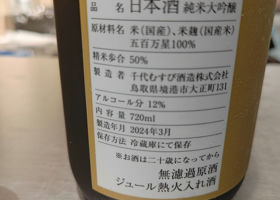 品名 日本酒 純米大吟醸
原材料名 米(国産)、米麹(国産米)
五百万星100%
精米歩合 50%
製造者 千代むすび酒造株式会社
鳥取県境港市大正町131
アルコール分 12%
内容量 720ml
製造年月 2024年3月
保存方法 冷蔵庫にて保存
※お酒は二十歳になってから
無濾過原酒
ジュール熱火入れ酒